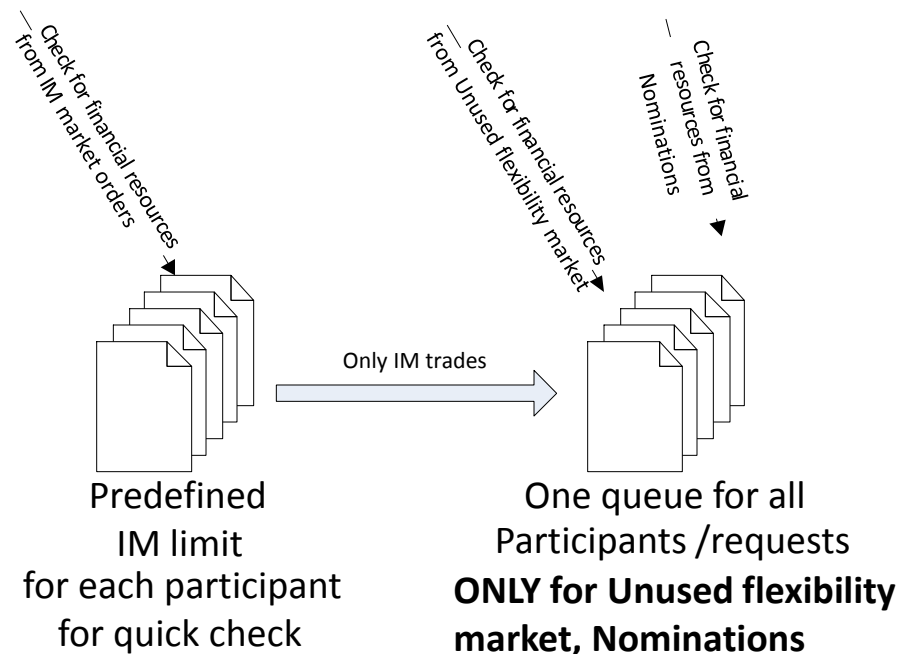 Check for financial resources
from IM market orders
Check for financial resources
from Unused flexibility market
Check for financial
resources from
Nominations
Only IM trades
Predefined
IM limit
for each participant
for quick check
One queue for all
Participants /requests
ONLY for Unused flexibility
market, Nominations